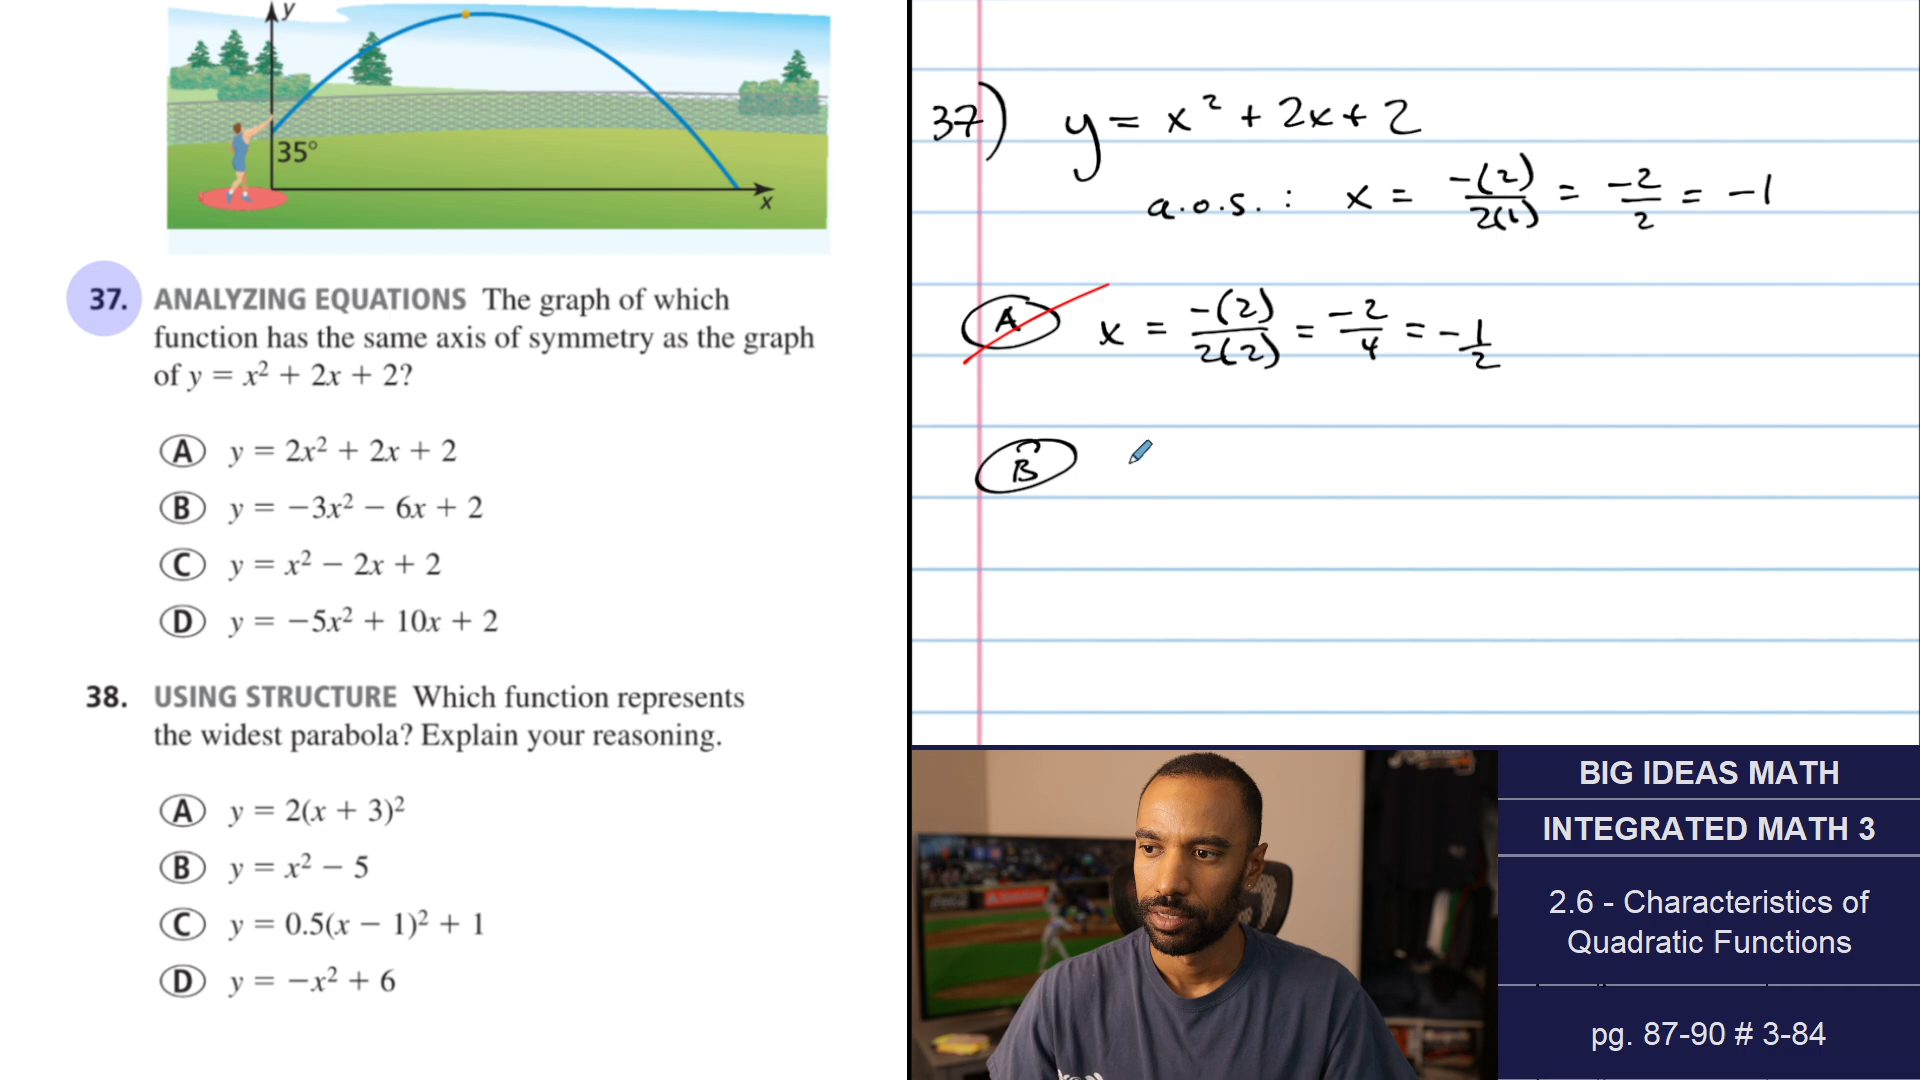 y
35°
x
37. ANALYZING EQUATIONS The graph of which
function has the same axis of symmetry as the graph
of y = x² + 2x + 2?
Ⓐ y = 2x² + 2x + 2
Ⓑ y = −3x² − 6x + 2
Ⓒ y = x² − 2x + 2
Ⓓ y = −5x² + 10x + 2
38. USING STRUCTURE Which function represents
the widest parabola? Explain your reasoning.
Ⓐ y = 2(x + 3)²
Ⓑ y = x² − 5
Ⓒ y = 0.5(x − 1)² + 1
Ⓓ y = −x² + 6
37) y = x² + 2x + 2
a.o.s. : x = -(2)/2(1) = -2/2 = -1
Ⓐ x = -(2)/2(2) = -2/4 = -1/2
Ⓑ
BIG IDEAS MATH
INTEGRATED MATH 3
2.6 - Characteristics of
Quadratic Functions
pg. 87-90 # 3-84